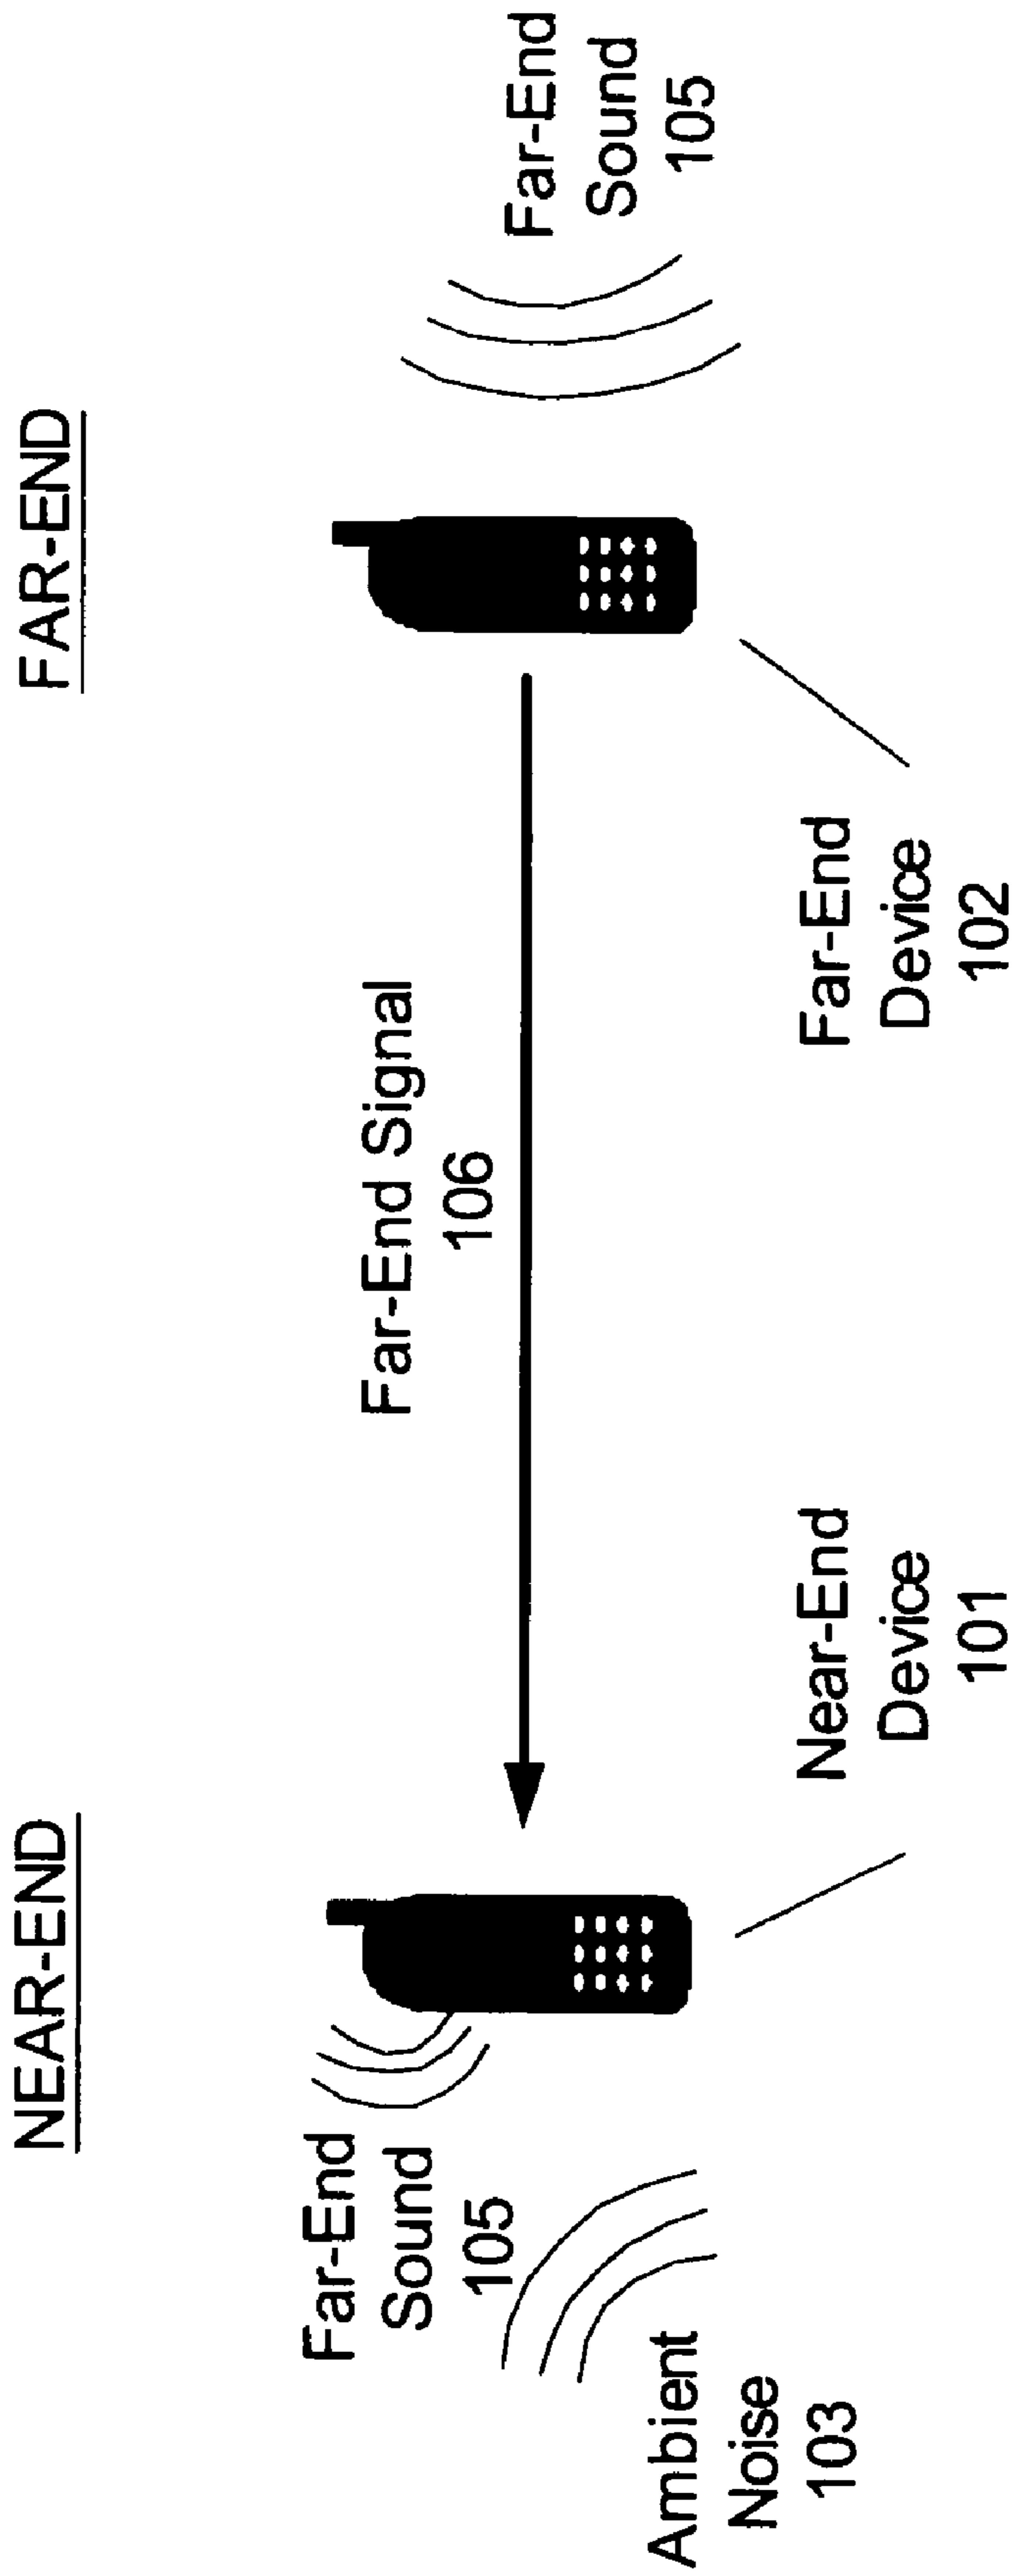 NEAR-END
FAR-END
Far-End
Sound
105
Ambient
Noise
103
Near-End
Device
101
Far-End Signal
106
Far-End
Device
102
Far-End
Sound
105